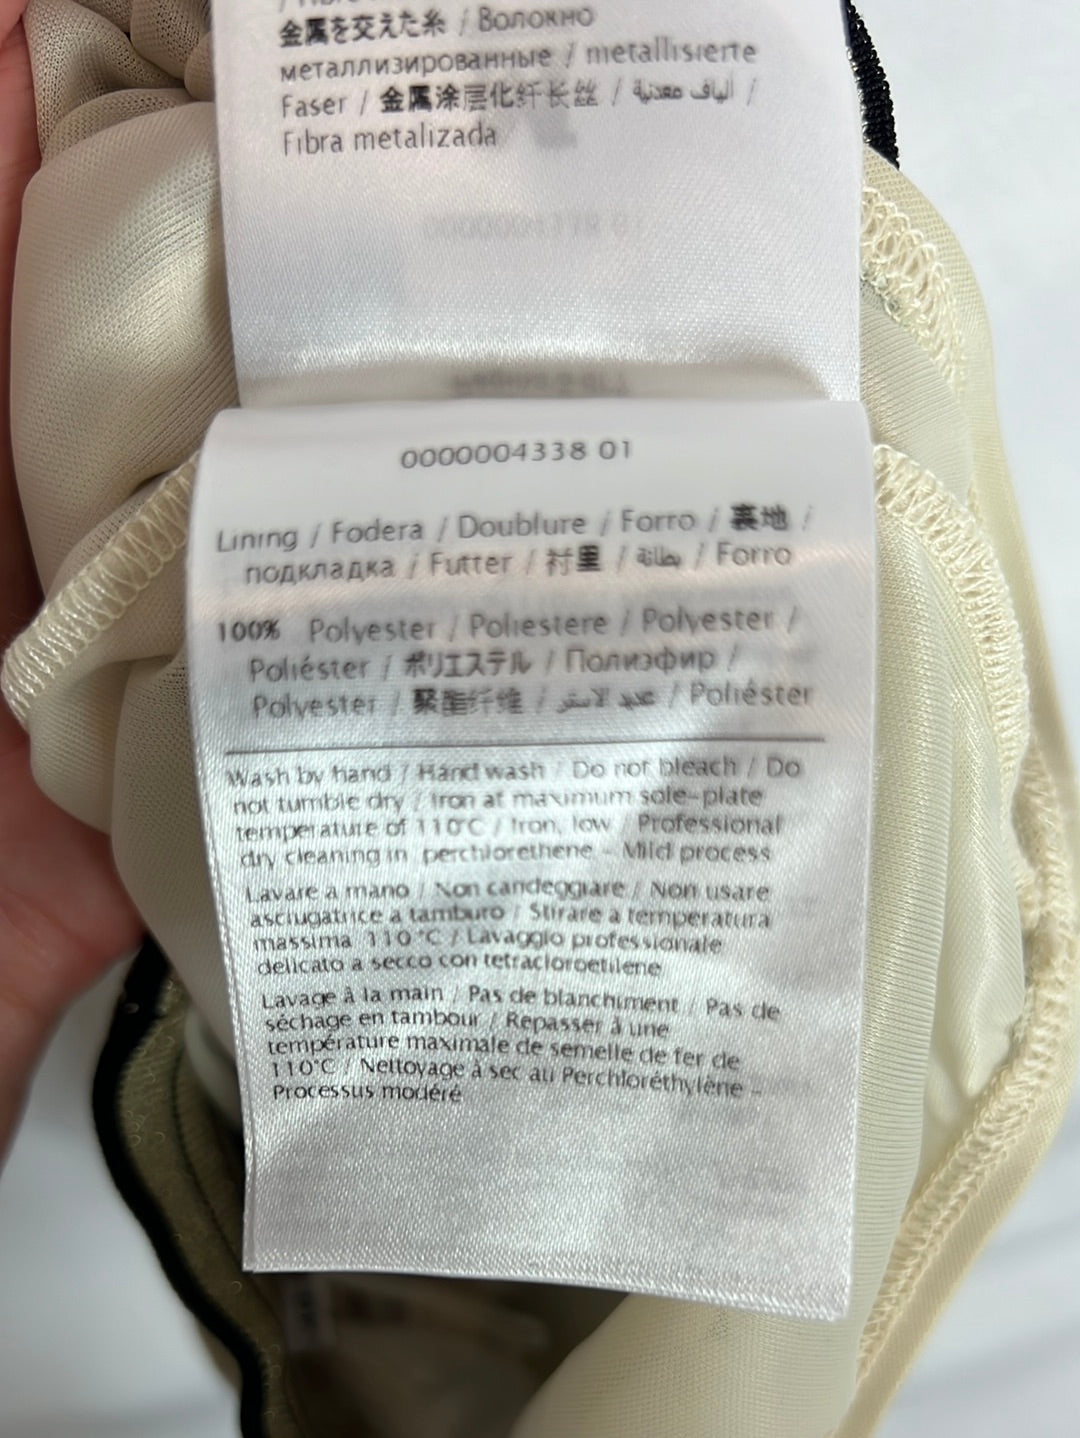 金属を交えた糸 / Волокно
металлизированные / metallisierte
Faser / 金属涂层化纤长丝 / ألياف معدنية /
Fibra metalizada
0000004338 01
Lining / Fodera / Doublure / Forro / 裏地 /
подкладка / Futter / 衬里 / بطانة / Forro
100% Polyester / Poliestere / Polyester /
Poliéster / ポリエステル / Полиэфир /
Polyester / 聚酯纤维 / / Poliéster
Wash by hand / Hand wash / Do not bleach / Do
not tumble dry / Iron at maximum sole-plate
temperature of 110°C / Iron, low / Professional
dry cleaning in perchlorethene - Mild process
Lavare a mano / Non candeggiare / Non usare
asciugatrice a tamburo / Stirare a temperatura
massima 110°C / Lavaggio professionale
delicato a secco con tetracloroetilene
Lavage à la main / Pas de blanchiment / Pas de
séchage en tambour / Repasser à une
température maximale de semelle de fer de
110°C / Nettoyage à sec au Perchloréthylène –
Processus modéré